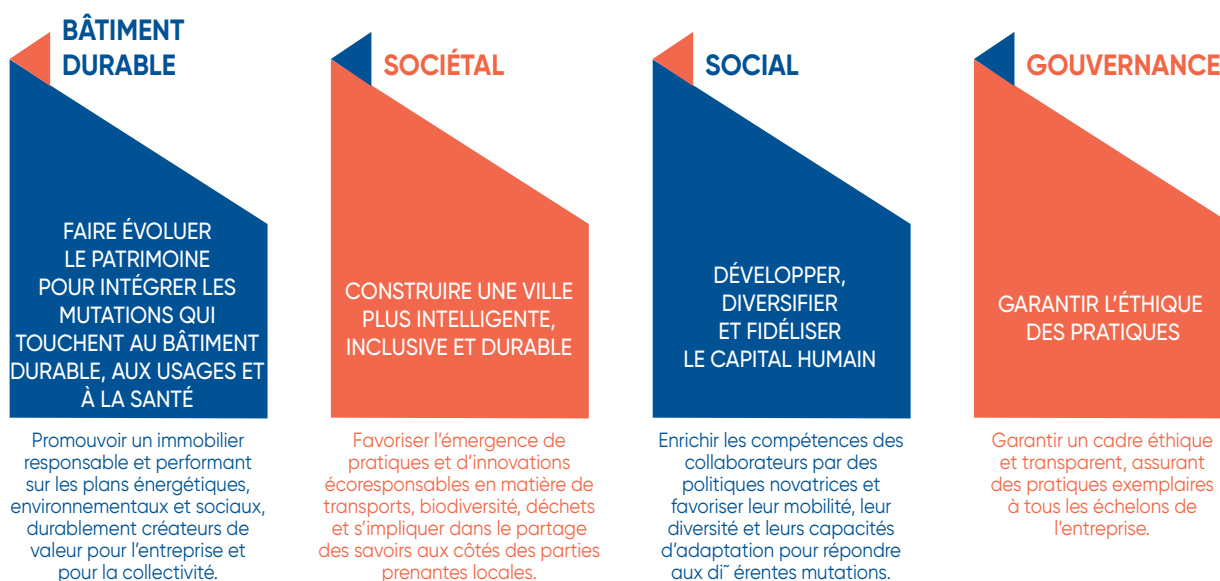 BÂTIMENT
DURABLE
FAIRE ÉVOLUER
LE PATRIMOINE
POUR INTÉGRER LES
MUTATIONS QUI
TOUCHENT AU BÂTIMENT
DURABLE, AUX USAGES ET
À LA SANTÉ
Promouvoir un immobilier
responsable et performant
sur les plans énergétiques,
environnementaux et sociaux,
durablement créateurs de
valeur pour l'entreprise et
pour la collectivité.
SOCIÉTAL
CONSTRUIRE UNE VILLE
PLUS INTELLIGENTE,
INCLUSIVE ET DURABLE
Favoriser l'émergence de
pratiques et d'innovations
écoresponsables en matière de
transports, biodiversité, déchets
et s'impliquer dans le partage
des savoirs aux côtés des parties
prenantes locales.
SOCIAL
DÉVELOPPER,
DIVERSIFIER
ET FIDÉLISER
LE CAPITAL HUMAIN
Enrichir les compétences des
collaborateurs par des
politiques novatrices et
favoriser leur mobilité, leur
diversité et leurs capacités
d'adaptation pour répondre
aux di˜ érentes mutations.
GOUVERNANCE
GARANTIR L'ÉTHIQUE
DES PRATIQUES
Garantir un cadre éthique
et transparent, assurant
des pratiques exemplaires
à tous les échelons de
l'entreprise.